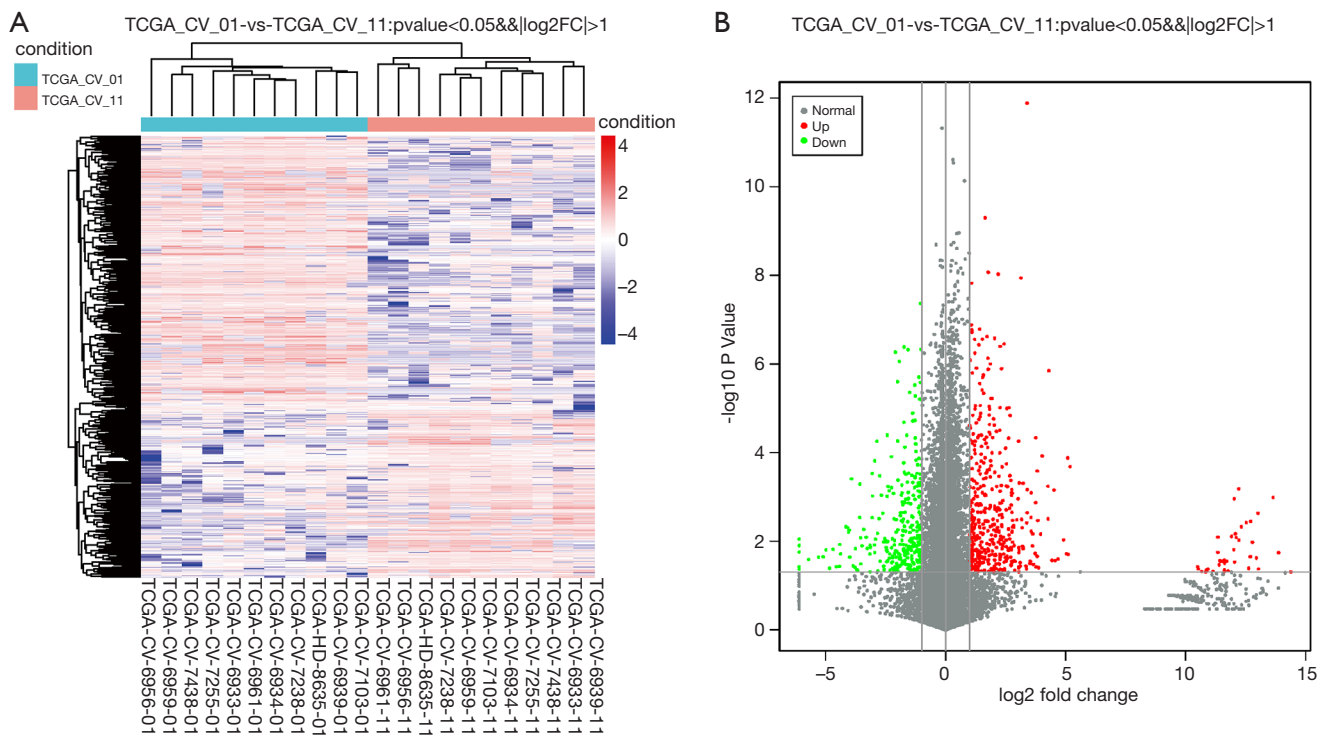 A
TCGA_CV_01-vs-TCGA_CV_11:pvalue<0.05&&|log2FC|>1
condition
TCGA_CV_01
TCGA_CV_11
condition
4
2
0
−2
−4
TCGA-CV-6956-01
TCGA-CV-6959-01
TCGA-CV-7438-01
TCGA-CV-7255-01
TCGA-CV-6933-01
TCGA-CV-6961-01
TCGA-CV-6934-01
TCGA-CV-7238-01
TCGA-HD-8635-01
TCGA-CV-6939-01
TCGA-CV-7103-01
TCGA-CV-6961-11
TCGA-CV-6956-11
TCGA-HD-8635-11
TCGA-CV-7238-11
TCGA-CV-6959-11
TCGA-CV-7103-11
TCGA-CV-6934-11
TCGA-CV-7255-11
TCGA-CV-7438-11
TCGA-CV-6933-11
TCGA-CV-6939-11
B
TCGA_CV_01-vs-TCGA_CV_11:pvalue<0.05&&|log2FC|>1
Normal
Up
Down
-log10 P Value
12
10
8
6
4
2
0
−5
0
5
10
15
log2 fold change